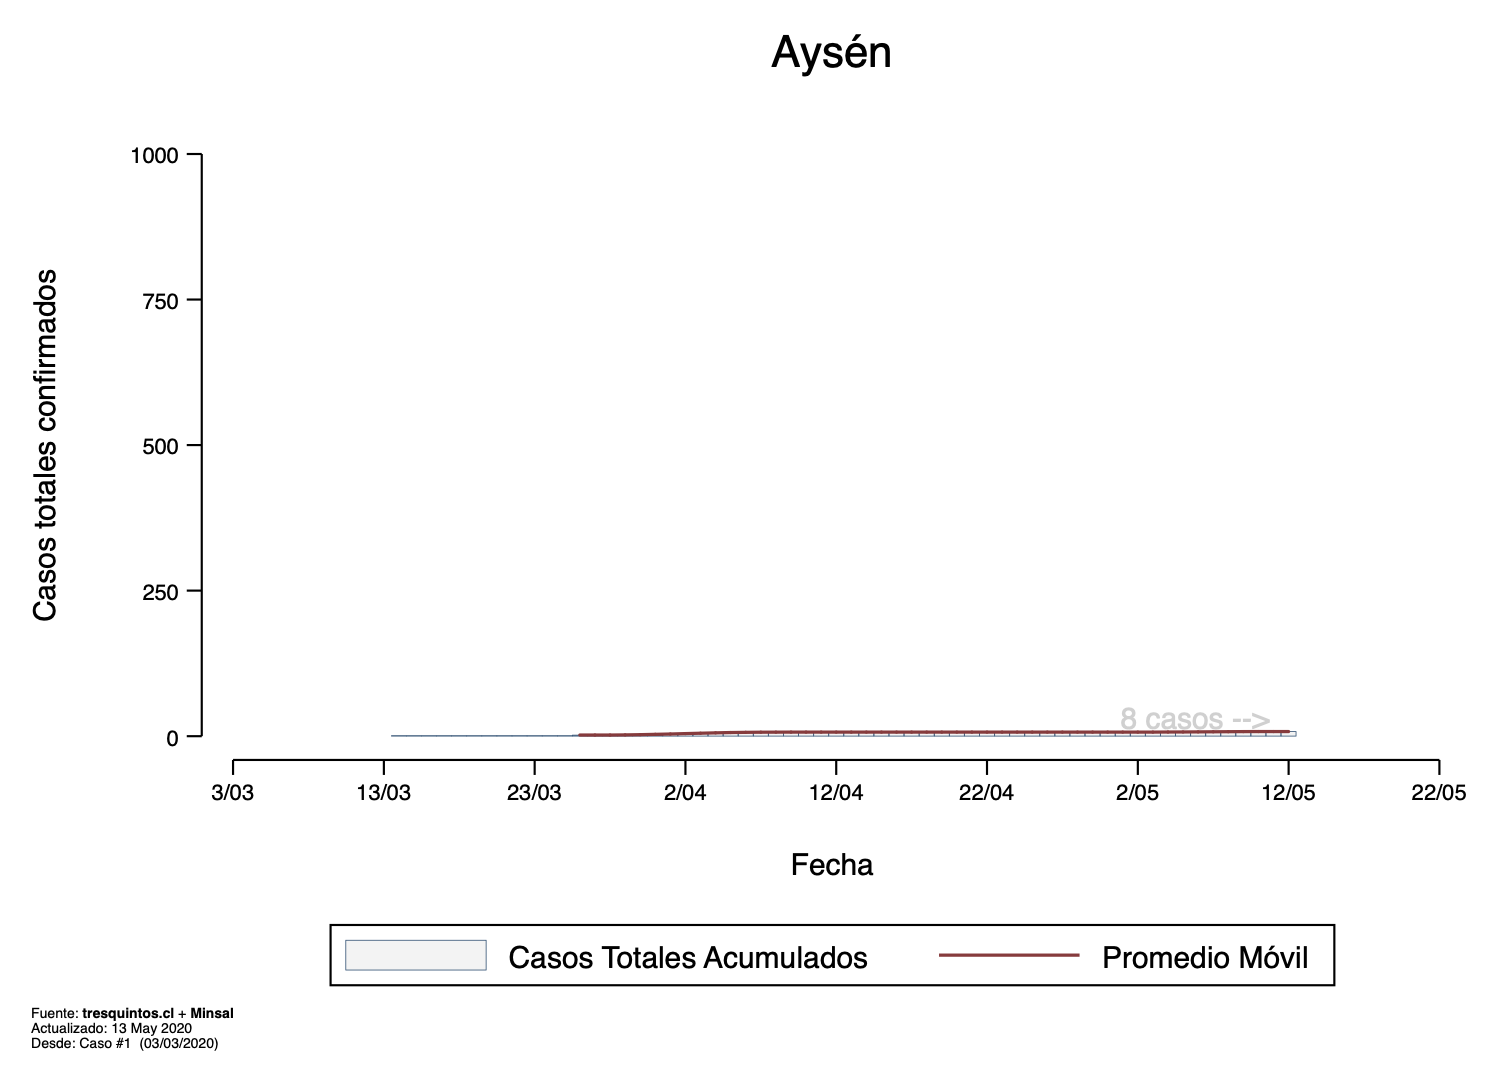 Aysén
Casos totales confirmados
1000
750
500
250
0
8 casos -->
3/03 13/03 23/03 2/04 12/04 22/04 2/05 12/05 22/05
Fecha
Casos Totales Acumulados Promedio Móvil
Fuente: tresquintos.cl + Minsal
Actualizado: 13 May 2020
Desde: Caso #1 (03/03/2020)